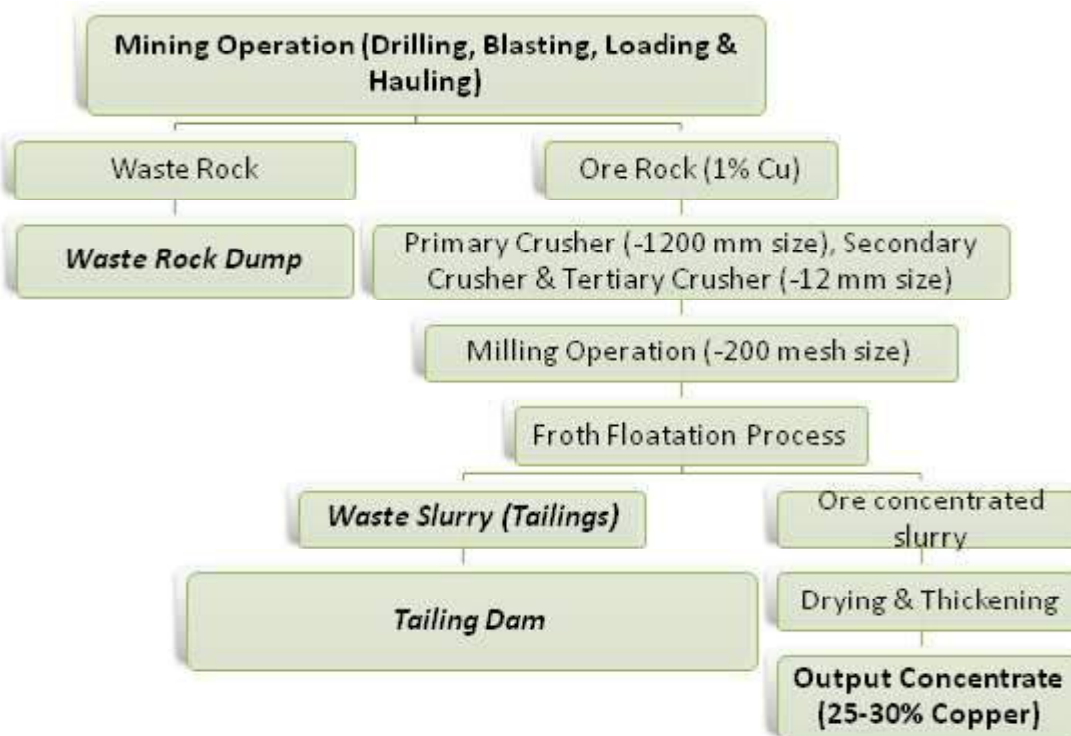 Mining Operation (Drilling, Blasting, Loading &
Hauling)
Waste Rock
Ore Rock (1% Cu)
Waste Rock Dump
Primary Crusher (-1200 mm size), Secondary
Crusher & Tertiary Crusher (-12 mm size)
Milling Operation (-200 mesh size)
Froth Floatation Process
Waste Slurry (Tailings)
Ore concentrated
slurry
Tailing Dam
Drying & Thickening
Output Concentrate
(25-30% Copper)